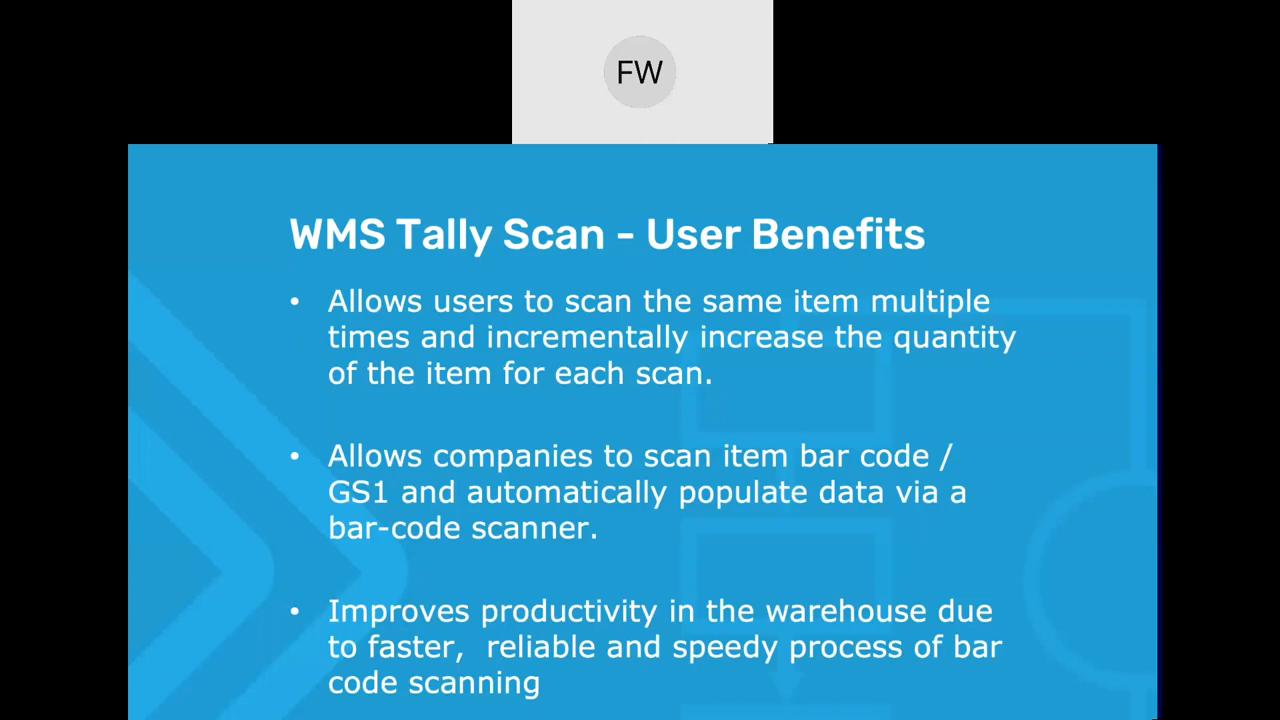 FW
WMS Tally Scan - User Benefits
• Allows users to scan the same item multiple
times and incrementally increase the quantity
of the item for each scan.
• Allows companies to scan item bar code /
GS1 and automatically populate data via a
bar-code scanner.
• Improves productivity in the warehouse due
to faster,  reliable and speedy process of bar
code scanning